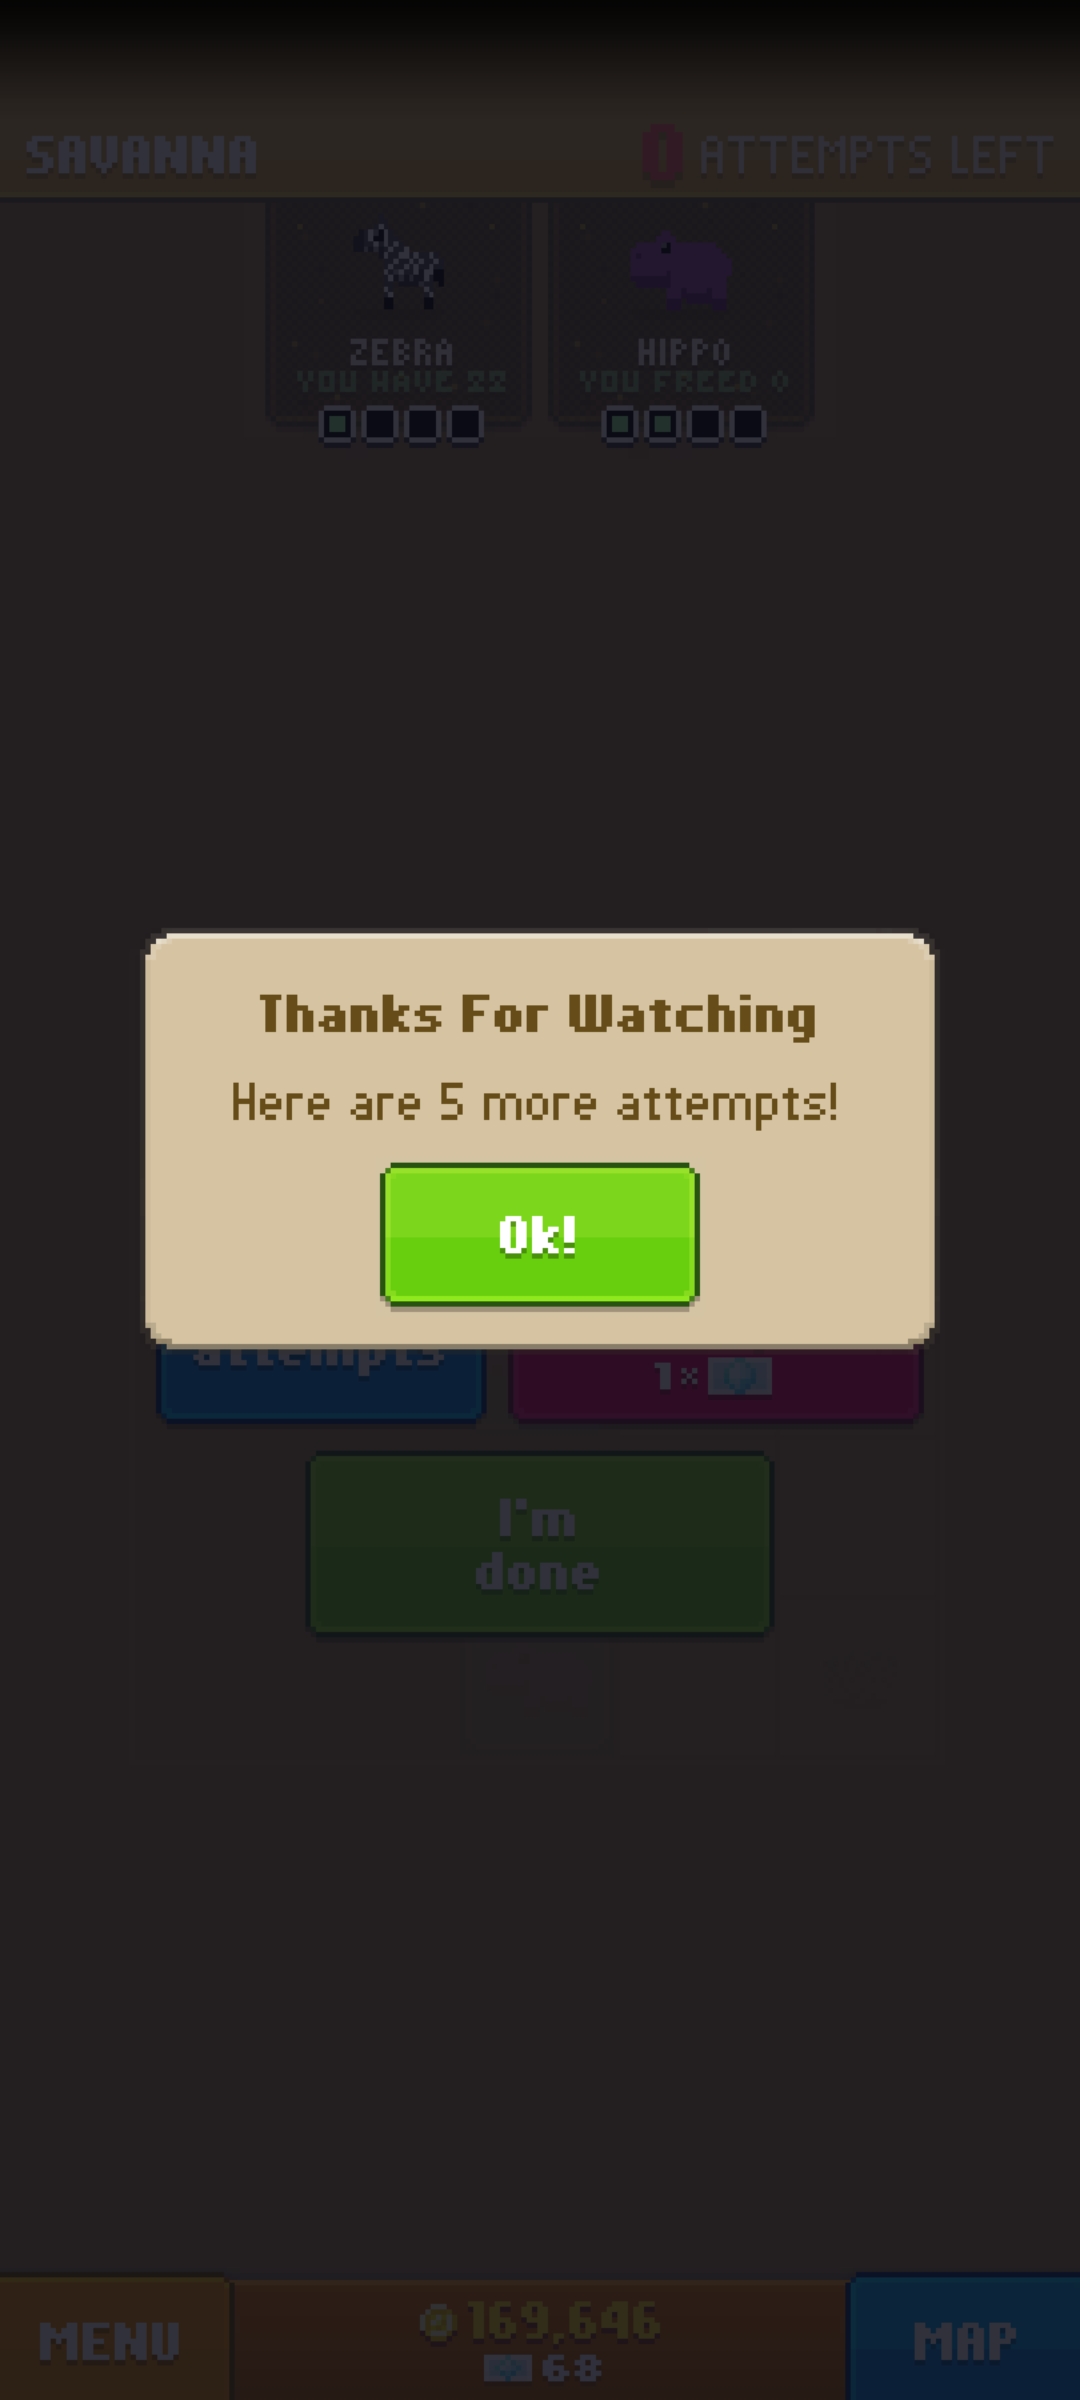 SAVANNA
0 ATTEMPTS LEFT
ZEBRA
YOU HAVE 22
HIPPO
YOU FREED 0
Thanks For Watching
Here are 5 more attempts!
Ok!
attempts
1×
I'm
done
MENU
169,646
68
MAP